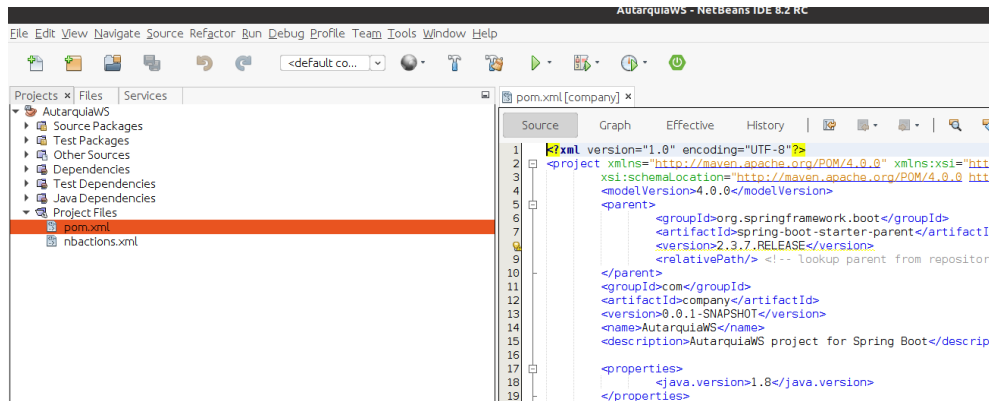 AutarquiaWS - NetBeans IDE 8.2 RC
File Edit View Navigate Source Refactor Run Debug Profile Team Tools Window Help
<default co...
Projects × Files Services
AutarquiaWS
Source Packages
Test Packages
Other Sources
Dependencies
Test Dependencies
Java Dependencies
Project Files
pom.xml
nbactions.xml
pom.xml [company] ×
Source Graph Effective History
1 <?xml version="1.0" encoding="UTF-8"?>
2 <project xmlns="http://maven.apache.org/POM/4.0.0" xmlns:xsi="htt
3 xsi:schemaLocation="http://maven.apache.org/POM/4.0.0 htt
4 <modelVersion>4.0.0</modelVersion>
5 <parent>
6 <groupId>org.springframework.boot</groupId>
7 <artifactId>spring-boot-starter-parent</artifactI
<version>2.3.7.RELEASE</version>
9 <relativePath/> <!-- lookup parent from repositor
10 </parent>
11 <groupId>com</groupId>
12 <artifactId>company</artifactId>
13 <version>0.0.1-SNAPSHOT</version>
14 <name>AutarquiaWS</name>
15 <description>AutarquiaWS project for Spring Boot</descrip
16
17 <properties>
18 <java.version>1.8</java.version>
19 </properties>